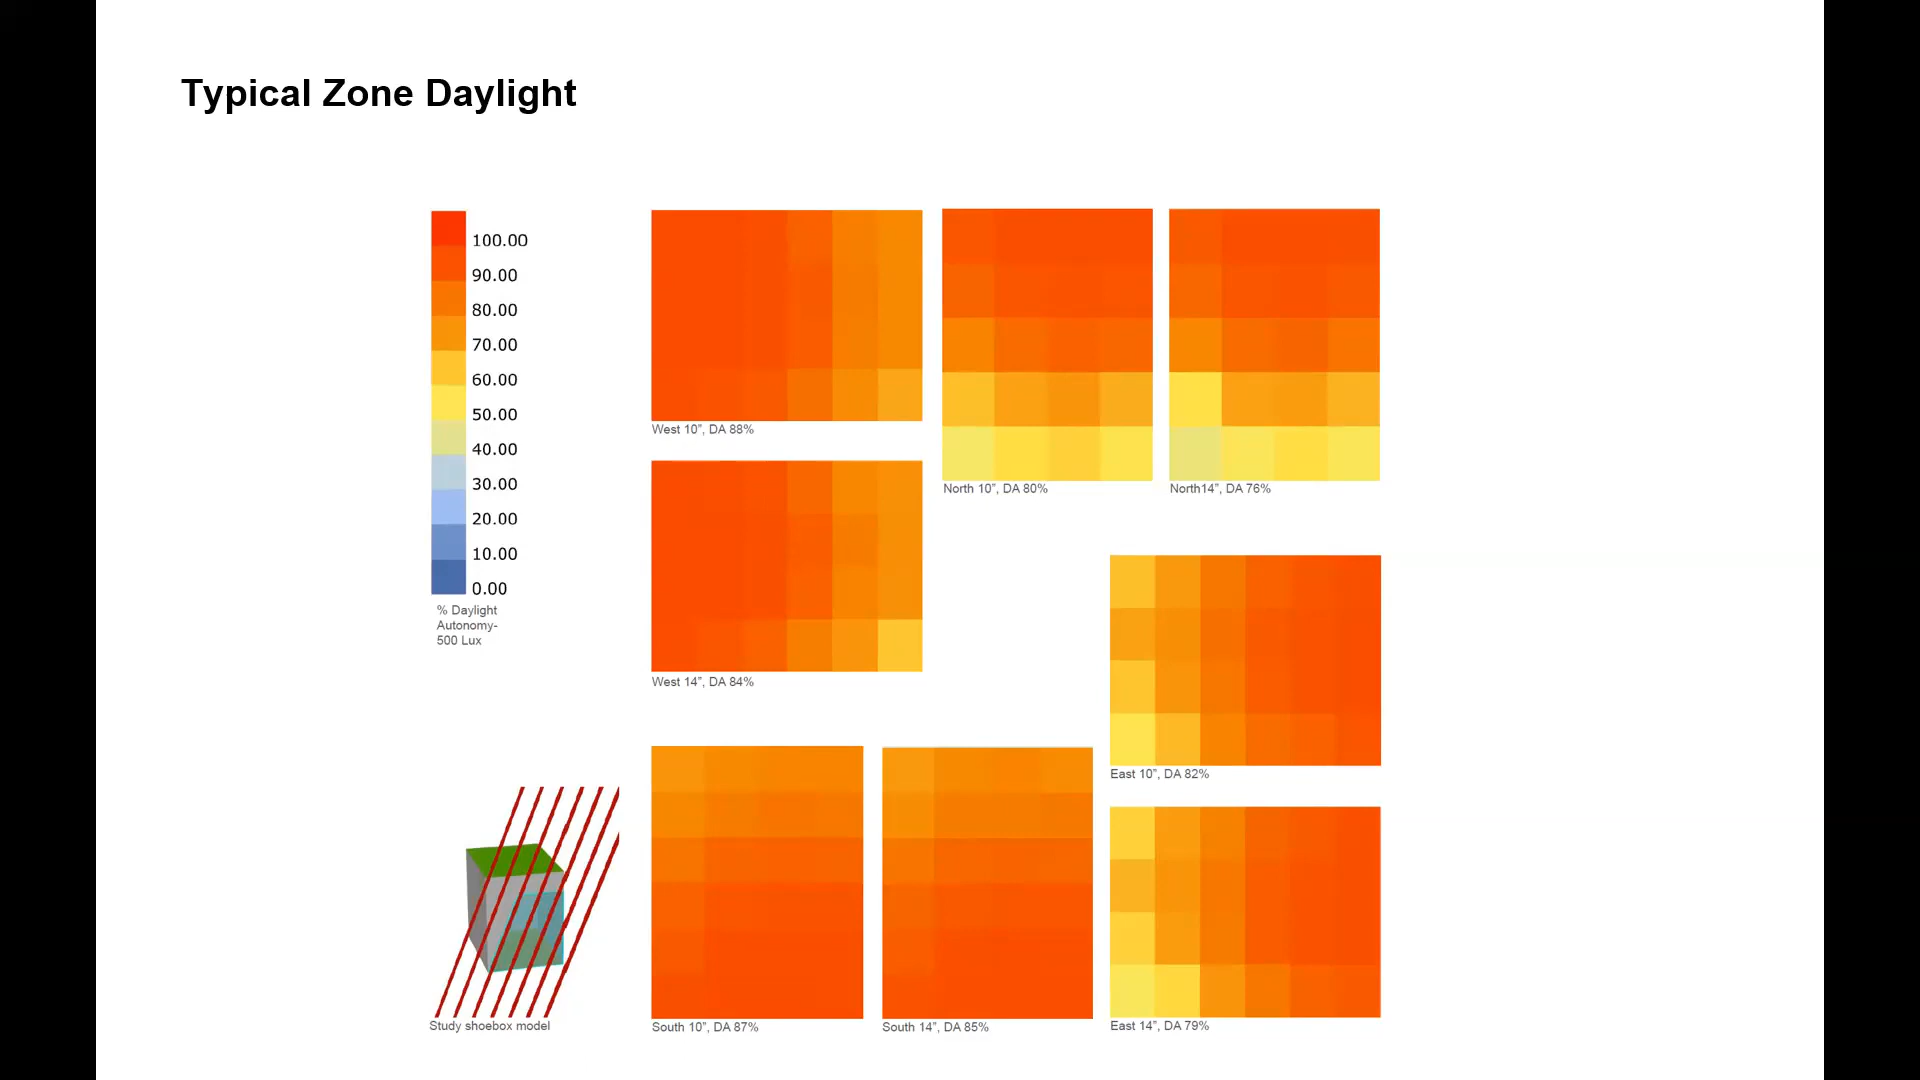 Typical Zone Daylight
100.00
90.00
80.00
70.00
60.00
50.00
40.00
30.00
20.00
10.00
0.00
% Daylight
Autonomy-
500 Lux
West 10”, DA 88%
North 10”, DA 80%
North14”, DA 76%
West 14”, DA 84%
East 10”, DA 82%
Study shoebox model
South 10”, DA 87%
South 14”, DA 85%
East 14”, DA 79%